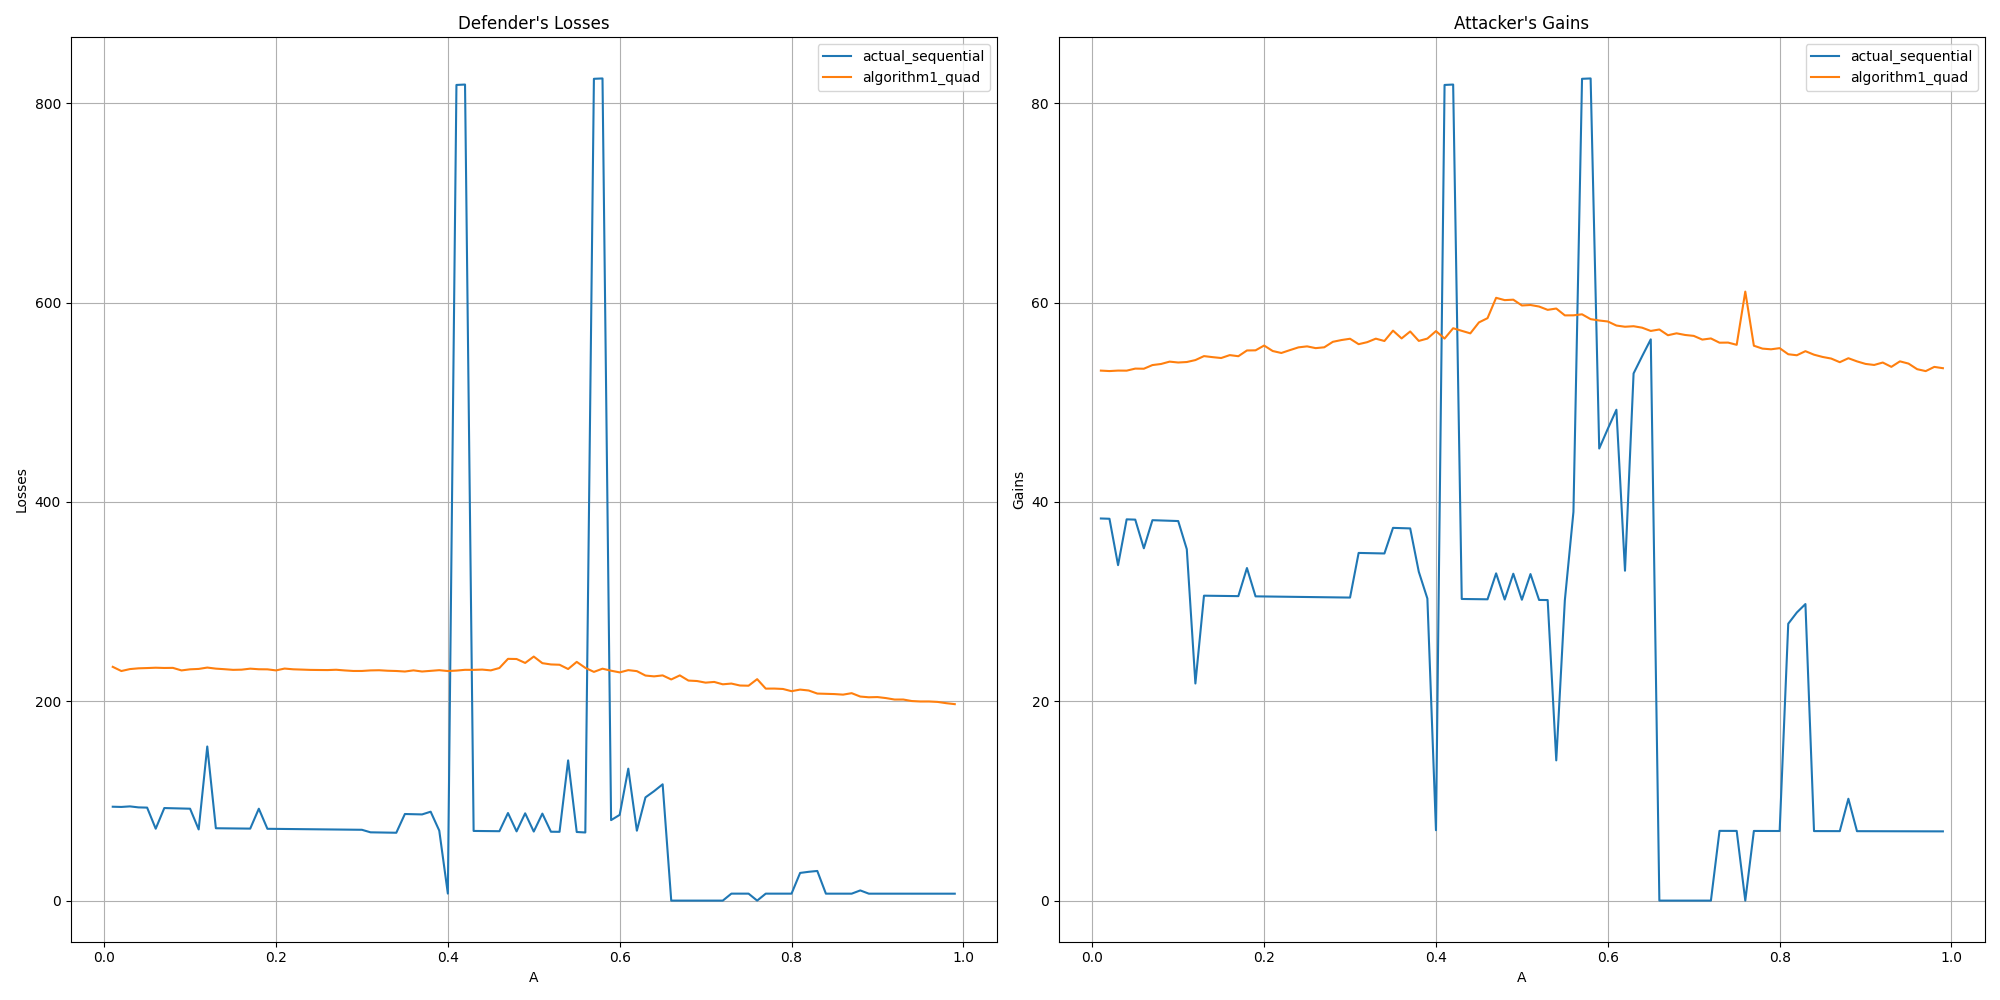 Defender's Losses
actual_sequential
algorithm1_quad
800
600
400
200
0
Losses
0.0 0.2 0.4 0.6 0.8 1.0
A
Attacker's Gains
actual_sequential
algorithm1_quad
80
60
40
20
0
Gains
0.0 0.2 0.4 0.6 0.8 1.0
A